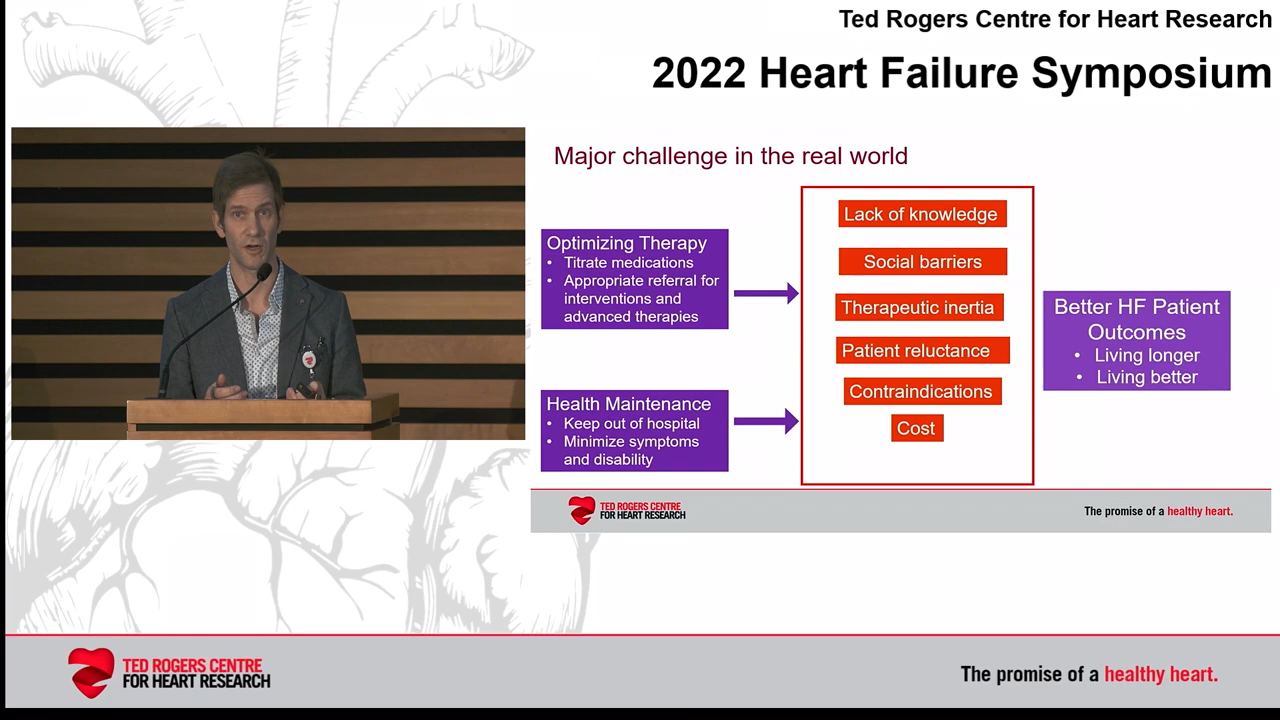 Ted Rogers Centre for Heart Research
2022 Heart Failure Symposium
Major challenge in the real world
Optimizing Therapy
• Titrate medications
• Appropriate referral for
interventions and
advanced therapies
Health Maintenance
• Keep out of hospital
• Minimize symptoms
and disability
Lack of knowledge
Social barriers
Therapeutic inertia
Patient reluctance
Contraindications
Cost
Better HF Patient
Outcomes
• Living longer
• Living better
TED ROGERS CENTRE
FOR HEART RESEARCH
The promise of a healthy heart.
TED ROGERS CENTRE
FOR HEART RESEARCH
The promise of a healthy heart.